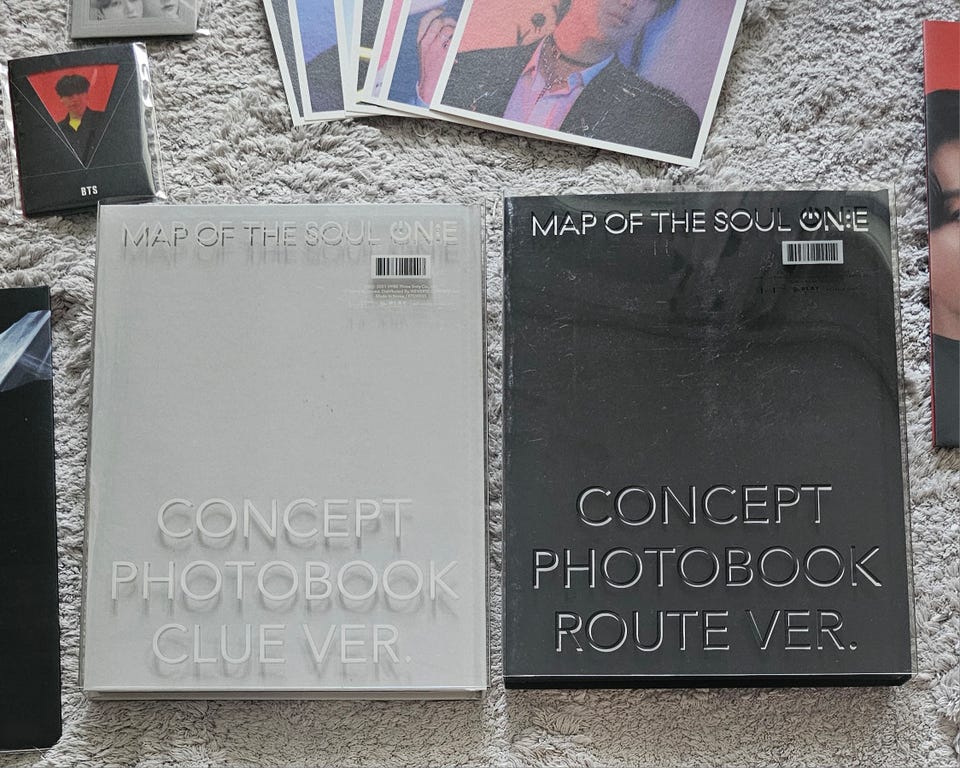 BTS
MAP OF THE SOUL ON:E
CONCEPT
PHOTOBOOK
CLUE VER.
MAP OF THE SOUL ON:E
CONCEPT
PHOTOBOOK
ROUTE VER.